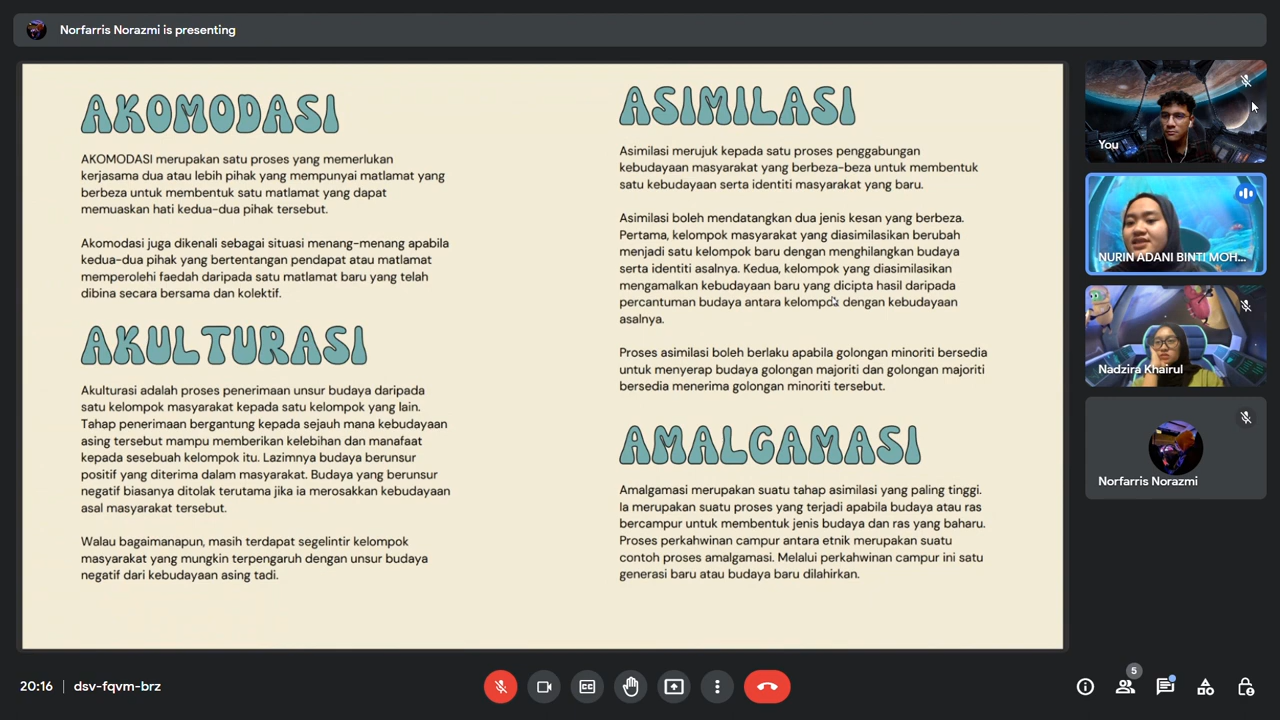 Norfarris Norazmi is presenting
AKOMODASI
AKOMODASI merupakan satu proses yang memerlukan
kerjasama dua atau lebih pihak yang mempunyai matlamat yang
berbeza untuk membentuk satu matlamat yang dapat
memuaskan hati kedua-dua pihak tersebut.
Akomodasi juga dikenali sebagai situasi menang-menang apabila
kedua-dua pihak yang bertentangan pendapat atau matlamat
memperolehi faedah daripada satu matlamat baru yang telah
dibina secara bersama dan kolektif.
AKULTURASI
Akulturasi adalah proses penerimaan unsur budaya daripada
satu kelompok masyarakat kepada satu kelompok yang lain.
Tahap penerimaan bergantung kepada sejauh mana kebudayaan
asing tersebut mampu memberikan kelebihan dan manafaat
kepada sesebuah kelompok itu. Lazimnya budaya berunsur
positif yang diterima dalam masyarakat. Budaya yang berunsur
negatif biasanya ditolak terutama jika ia merosakkan kebudayaan
asal masyarakat tersebut.
Walau bagaimanapun, masih terdapat segelintir kelompok
masyarakat yang mungkin terpengaruh dengan unsur budaya
negatif dari kebudayaan asing tadi.
ASIMILASI
Asimilasi merujuk kepada satu proses penggabungan
kebudayaan masyarakat yang berbeza-beza untuk membentuk
satu kebudayaan serta identiti masyarakat yang baru.
Asimilasi boleh mendatangkan dua jenis kesan yang berbeza.
Pertama, kelompok masyarakat yang diasimilasikan berubah
menjadi satu kelompok baru dengan menghilangkan budaya
serta identiti asalnya. Kedua, kelompok yang diasimilasikan
mengamalkan kebudayaan baru yang dicipta hasil daripada
percantuman budaya antara kelompok dengan kebudayaan
asalnya.
Proses asimilasi boleh berlaku apabila golongan minoriti bersedia
untuk menyerap budaya golongan majoriti dan golongan majoriti
bersedia menerima golongan minoriti tersebut.
AMALGAMASI
Amalgamasi merupakan suatu tahap asimilasi yang paling tinggi.
Ia merupakan suatu proses yang terjadi apabila budaya atau ras
bercampur untuk membentuk jenis budaya dan ras yang baharu.
Proses perkahwinan campur antara etnik merupakan suatu
contoh proses amalgamasi. Melalui perkahwinan campur ini satu
generasi baru atau budaya baru dilahirkan.
You
NURIN ADANI BINTI MOH...
Nadzira Khairul
Norfarris Norazmi
20:16 | dsv-fqvm-brz
CC
5